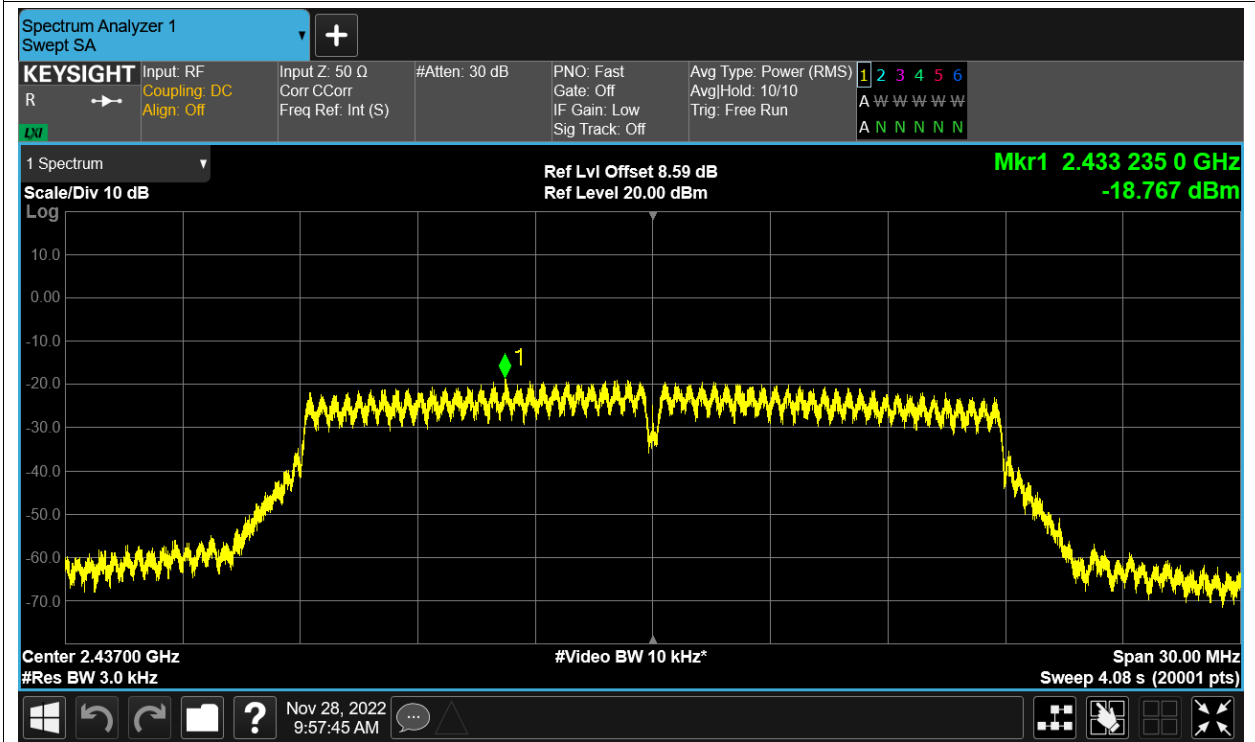 Spectrum Analyzer 1
Swept SA
+
KEYSIGHT
R
LXI
Input: RF
Coupling: DC
Align: Off
Input Z: 50 Ω
Corr CCorr
Freq Ref: Int (S)
#Atten: 30 dB
PNO: Fast
Gate: Off
IF Gain: Low
Sig Track: Off
Avg Type: Power (RMS)
Avg|Hold: 10/10
Trig: Free Run
1 2 3 4 5 6
A W W W W W
A N N N N N
1 Spectrum
Scale/Div 10 dB
Ref Lvl Offset 8.59 dB
Ref Level 20.00 dBm
Mkr1 2.433 235 0 GHz
-18.767 dBm
Log
10.0
0.00
-10.0
-20.0
-30.0
-40.0
-50.0
-60.0
-70.0
1
Center 2.43700 GHz
#Res BW 3.0 kHz
#Video BW 10 kHz*
Span 30.00 MHz
Sweep 4.08 s (20001 pts)
?
Nov 28, 2022
9:57:45 AM